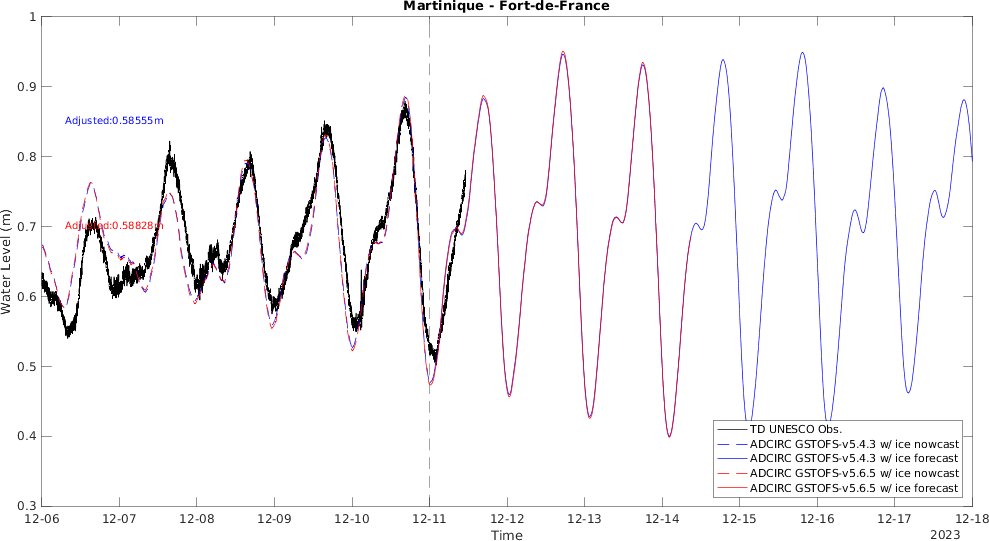 Martinique - Fort-de-France
1
0.9
0.8
0.7
0.6
0.5
0.4
0.3
Water Level (m)
Adjusted:0.58555m
Adjusted:0.58828m
TD UNESCO Obs.
ADCIRC GSTOFS-v5.4.3 w/ ice nowcast
ADCIRC GSTOFS-v5.4.3 w/ ice forecast
ADCIRC GSTOFS-v5.6.5 w/ ice nowcast
ADCIRC GSTOFS-v5.6.5 w/ ice forecast
12-06 12-07 12-08 12-09 12-10 12-11 12-12 12-13 12-14 12-15 12-16 12-17 12-18
Time
2023